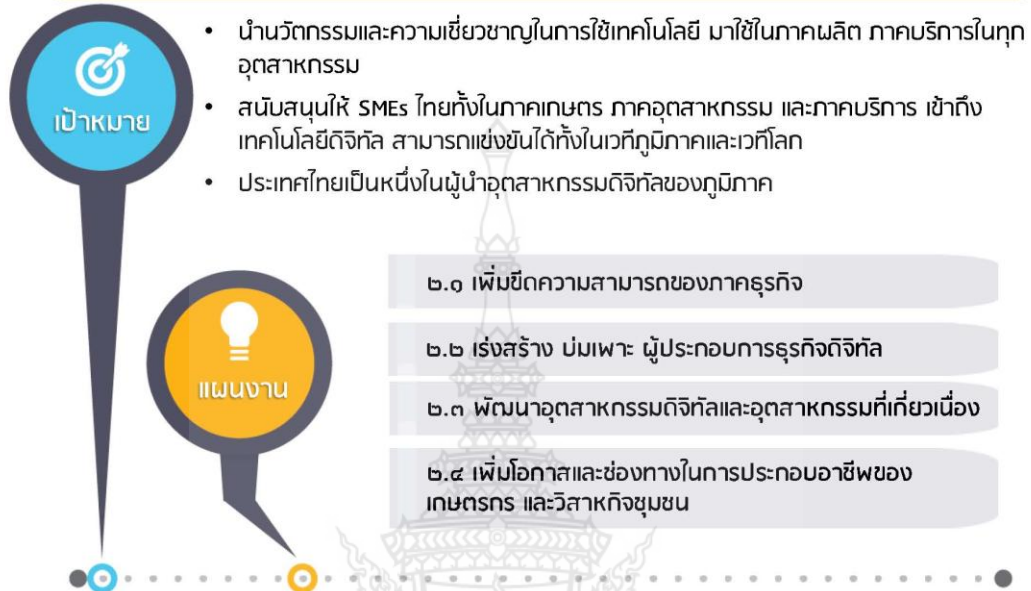 เป้าหมาย
• นำนวัตกรรมและความเชี่ยวชาญในการใช้เทคโนโลยี มาใช้ในภาคผลิต ภาคบริการในทุก
อุตสาหกรรม
• สนับสนุนให้ SMEs ไทยทั้งในภาคเกษตร ภาคอุตสาหกรรม และภาคบริการ เข้าถึง
เทคโนโลยีดิจิทัล สามารถแข่งขันได้ทั้งในเวทีภูมิภาคและเวทีโลก
• ประเทศไทยเป็นหนึ่งในผู้นำอุตสาหกรรมดิจิทัลของภูมิภาค
แผนงาน
๒.๑ เพิ่มขีดความสามารถของภาคธุรกิจ
๒.๒ เร่งสร้าง บ่มเพาะ ผู้ประกอบการธุรกิจดิจิทัล
๒.๓ พัฒนาอุตสาหกรรมดิจิทัลและอุตสาหกรรมที่เกี่ยวเนื่อง
๒.๔ เพิ่มโอกาสและช่องทางในการประกอบอาชีพของ
เกษตรกร และวิสาหกิจชุมชน